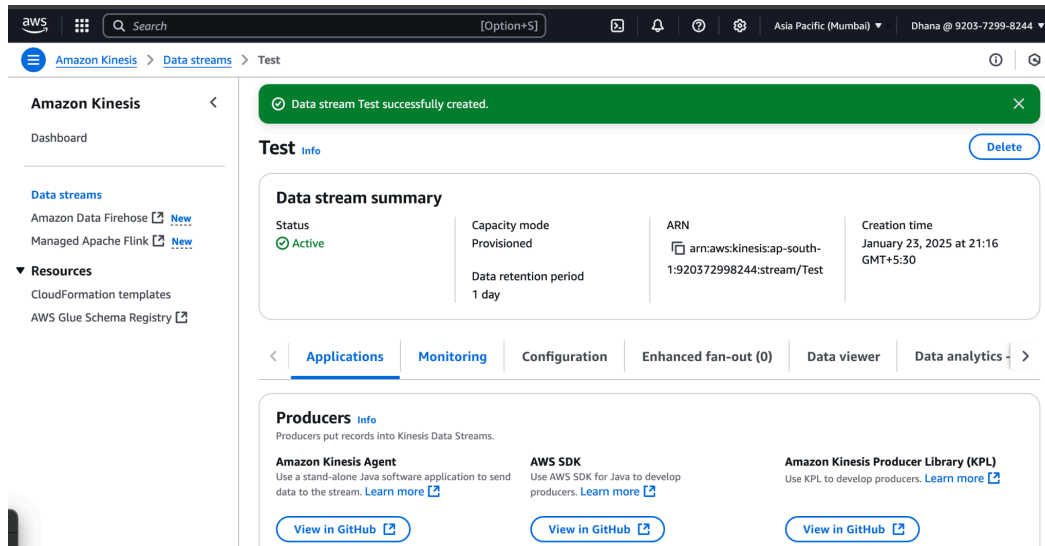 aws
Search
[Option+S]
Asia Pacific (Mumbai) ▼
Dhana @ 9203-7299-8244 ▼
Amazon Kinesis > Data streams > Test
Amazon Kinesis
Dashboard
Data streams
Amazon Data Firehose New
Managed Apache Flink New
▼ Resources
CloudFormation templates
AWS Glue Schema Registry
Data stream Test successfully created.
Test Info
Delete
Data stream summary
Status
Active
Capacity mode
Provisioned
Data retention period
1 day
ARN
arn:aws:kinesis:ap-south-
1:920372998244:stream/Test
Creation time
January 23, 2025 at 21:16
GMT+5:30
Applications
Monitoring
Configuration
Enhanced fan-out (0)
Data viewer
Data analytics -
Producers Info
Producers put records into Kinesis Data Streams.
Amazon Kinesis Agent
Use a stand-alone Java software application to send
data to the stream. Learn more
View in GitHub
AWS SDK
Use AWS SDK for Java to develop
producers. Learn more
View in GitHub
Amazon Kinesis Producer Library (KPL)
Use KPL to develop producers. Learn more
View in GitHub